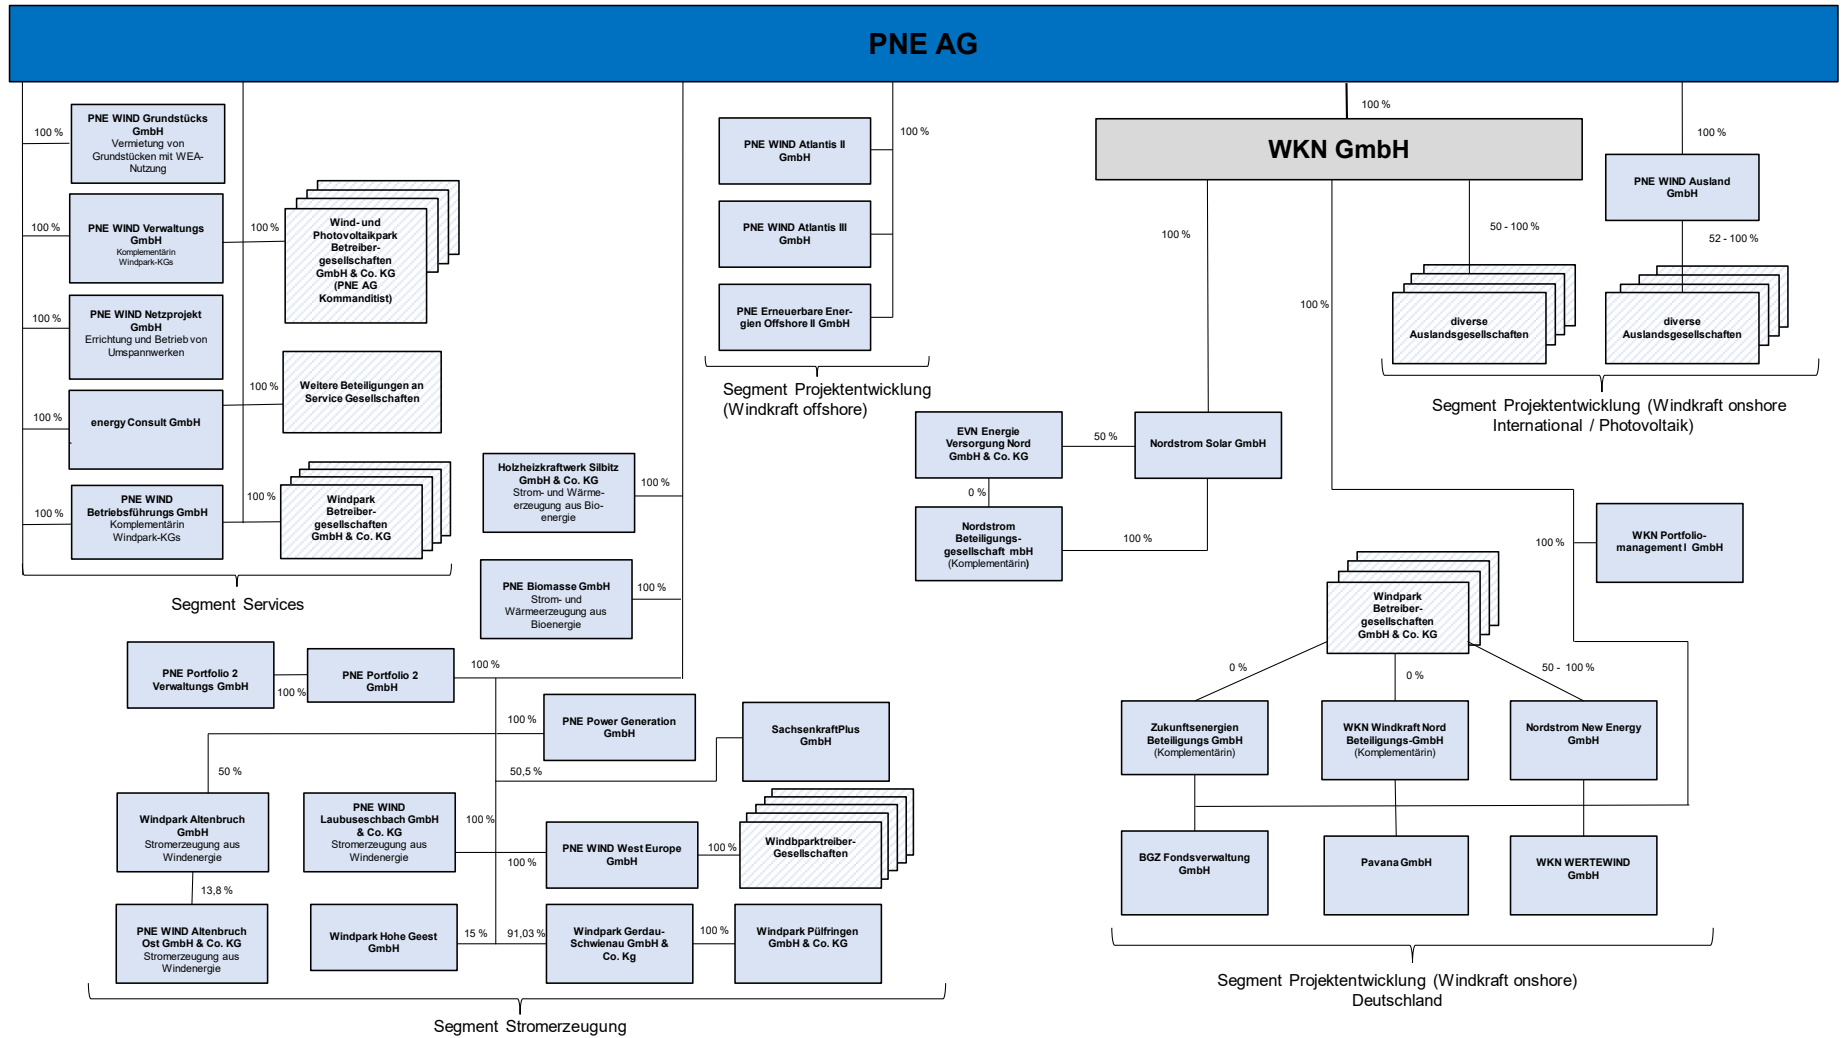 PNE AG
100 %
PNE WIND Grundstücks
GmbH
Vermietung von
Grundstücken mit WEA-
Nutzung
100 %
PNE WIND Verwaltungs
GmbH
Komplementärin
Windpark-KGs
100 %
Wind- und
Photovoltaikpark
Betreiber-
gesellschaften
GmbH & Co. KG
(PNE AG
Kommanditist)
100 %
PNE WIND Netzprojekt
GmbH
Errichtung und Betrieb von
Umspannwerken
100 %
energy Consult GmbH
100 %
Weitere Beteiligungen an
Service Gesellschaften
100 %
PNE WIND
Betriebsführungs GmbH
Komplementärin
Windpark-KGs
100 %
Windpark
Betreiber-
gesellschaften
GmbH & Co. KG
Segment Services
100 %
PNE WIND Atlantis II
GmbH
PNE WIND Atlantis III
GmbH
PNE Erneuerbare Ener-
gien Offshore II GmbH
Segment Projektentwicklung
(Windkraft offshore)
100 %
WKN GmbH
100 %
PNE WIND Ausland
GmbH
50 - 100 %
52 - 100 %
diverse
Auslandsgesellschaften
diverse
Auslandsgesellschaften
Segment Projektentwicklung (Windkraft onshore
International / Photovoltaik)
100 %
100 %
EVN Energie
Versorgung Nord
GmbH & Co. KG
50 %
Nordstrom Solar GmbH
0 %
Nordstrom
Beteiligungs-
gesellschaft mbH
(Komplementärin)
100 %
100 %
WKN Portfolio-
management I GmbH
Windpark
Betreiber-
gesellschaften
GmbH & Co. KG
0 %
0 %
50 - 100 %
Zukunftsenergien
Beteiligungs GmbH
(Komplementärin)
WKN Windkraft Nord
Beteiligungs-GmbH
(Komplementärin)
Nordstrom New Energy
GmbH
BGZ Fondsverwaltung
GmbH
Pavana GmbH
WKN WERTEWIND
GmbH
Segment Projektentwicklung (Windkraft onshore)
Deutschland
Holzheizkraftwerk Silbitz
GmbH & Co. KG
Strom- und Wärme-
erzeugung aus Bio-
energie
100 %
PNE Biomasse GmbH
Strom- und
Wärmeerzeugung aus
Bioenergie
100 %
PNE Portfolio 2
Verwaltungs GmbH
100 %
PNE Portfolio 2
GmbH
100 %
100 %
PNE Power Generation
GmbH
SachsenkraftPlus
GmbH
50 %
50,5 %
Windpark Altenbruch
GmbH
Stromerzeugung aus
Windenergie
PNE WIND
Laubuseschbach GmbH
& Co. KG
Stromerzeugung aus
Windenergie
100 %
100 %
PNE WIND West Europe
GmbH
100 %
Windbparktreiber-
Gesellschaften
13,8 %
PNE WIND Altenbruch
Ost GmbH & Co. KG
Stromerzeugung aus
Windenergie
Windpark Hohe Geest
GmbH
15 %
91,03 %
Windpark Gerdau-
Schwienau GmbH &
Co. Kg
100 %
Windpark Pülfringen
GmbH & Co. KG
Segment Stromerzeugung